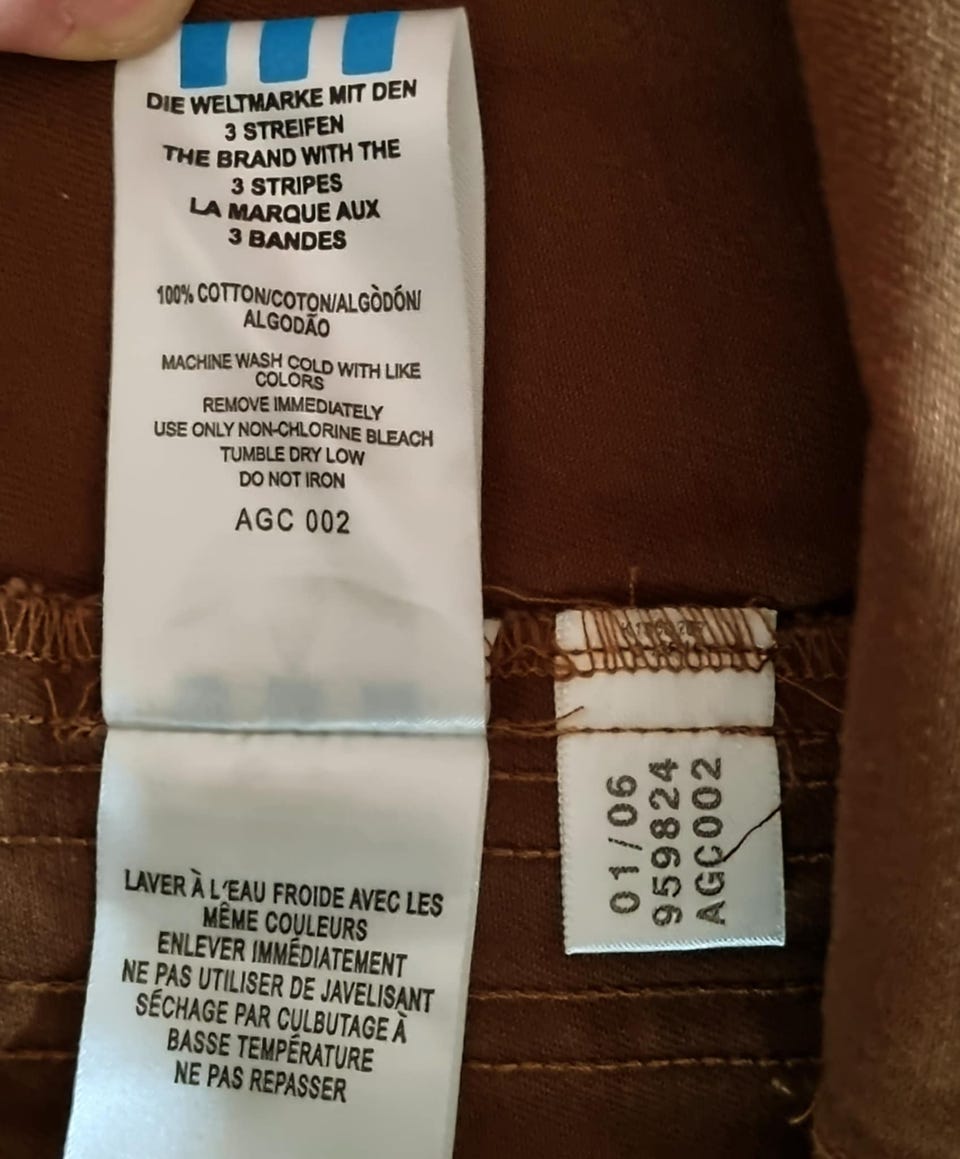 DIE WELTMARKE MIT DEN
3 STREIFEN
THE BRAND WITH THE
3 STRIPES
LA MARQUE AUX
3 BANDES
100% COTTON/COTON/ALGÒDÓN/
ALGODÃO
MACHINE WASH COLD WITH LIKE
COLORS
REMOVE IMMEDIATELY
USE ONLY NON-CHLORINE BLEACH
TUMBLE DRY LOW
DO NOT IRON
AGC 002
LAVER À L'EAU FROIDE AVEC LES
MÊME COULEURS
ENLEVER IMMÉDIATEMENT
NE PAS UTILISER DE JAVELISANT
SÉCHAGE PAR CULBUTAGE À
BASSE TEMPÉRATURE
NE PAS REPASSER
01/06
959824
AGC002